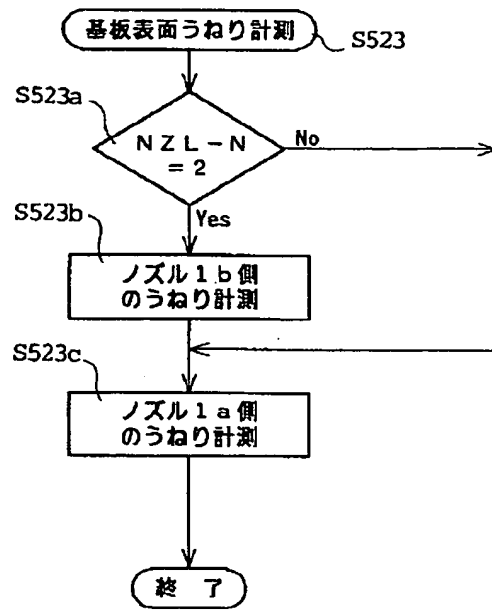 基板表面うねり計測
S523
S523a
NZL-N
=2
No
Yes
S523b
ノズル1b側
のうねり計測
S523c
ノズル1a側
のうねり計測
終 了